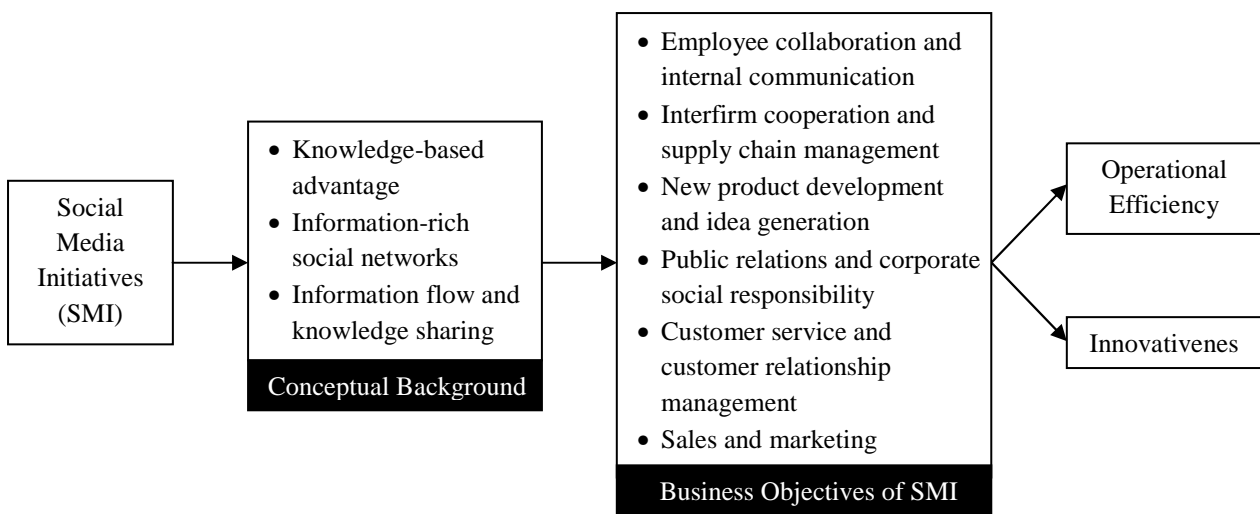 Social
Media
Initiatives
(SMI)
• Knowledge-based
advantage
• Information-rich
social networks
• Information flow and
knowledge sharing
Conceptual Background
• Employee collaboration and
internal communication
• Interfirm cooperation and
supply chain management
• New product development
and idea generation
• Public relations and corporate
social responsibility
• Customer service and
customer relationship
management
• Sales and marketing
Business Objectives of SMI
Operational
Efficiency
Innovativenes